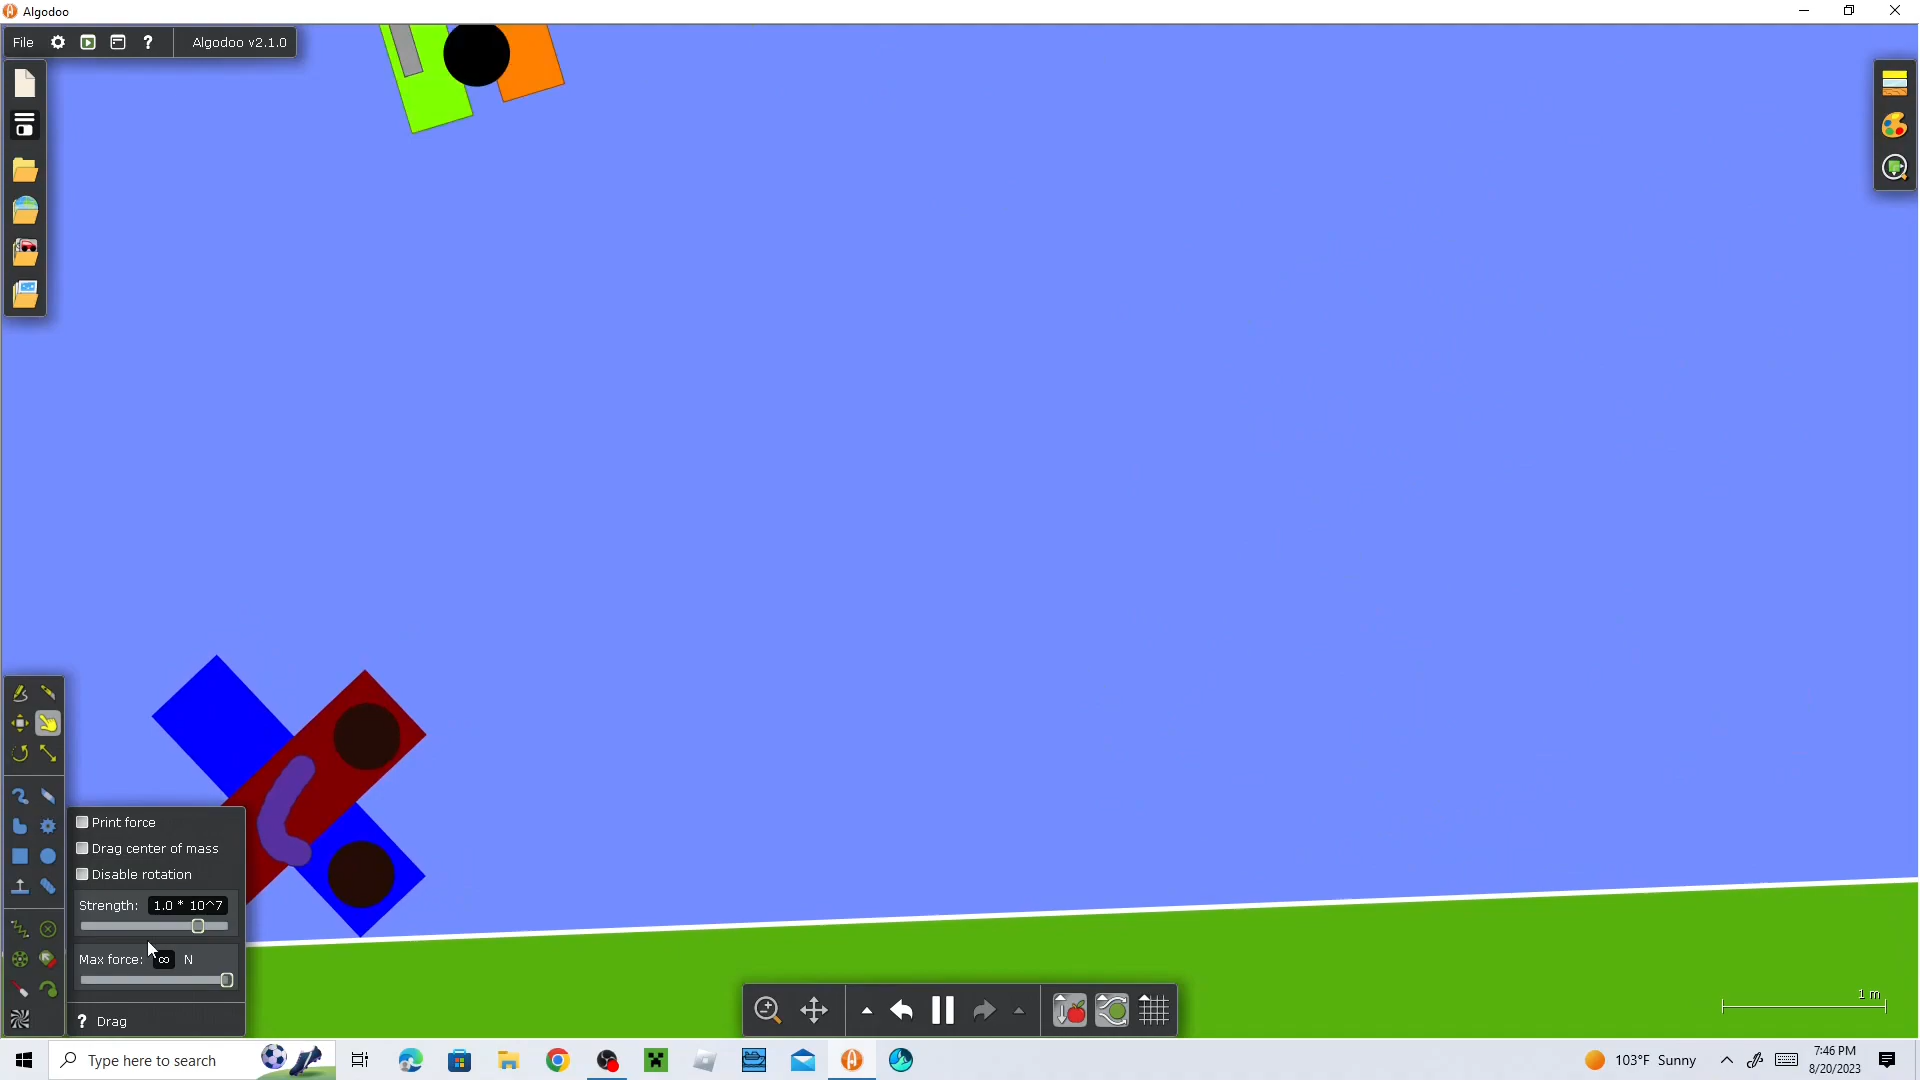 Algodoo
File
?
Algodoo v2.1.0
Print force
Drag center of mass
Disable rotation
Strength: 1.0 * 10^7
Max force: ∞ N
? Drag
1 m
Type here to search
103°F Sunny
7:46 PM
8/20/2023